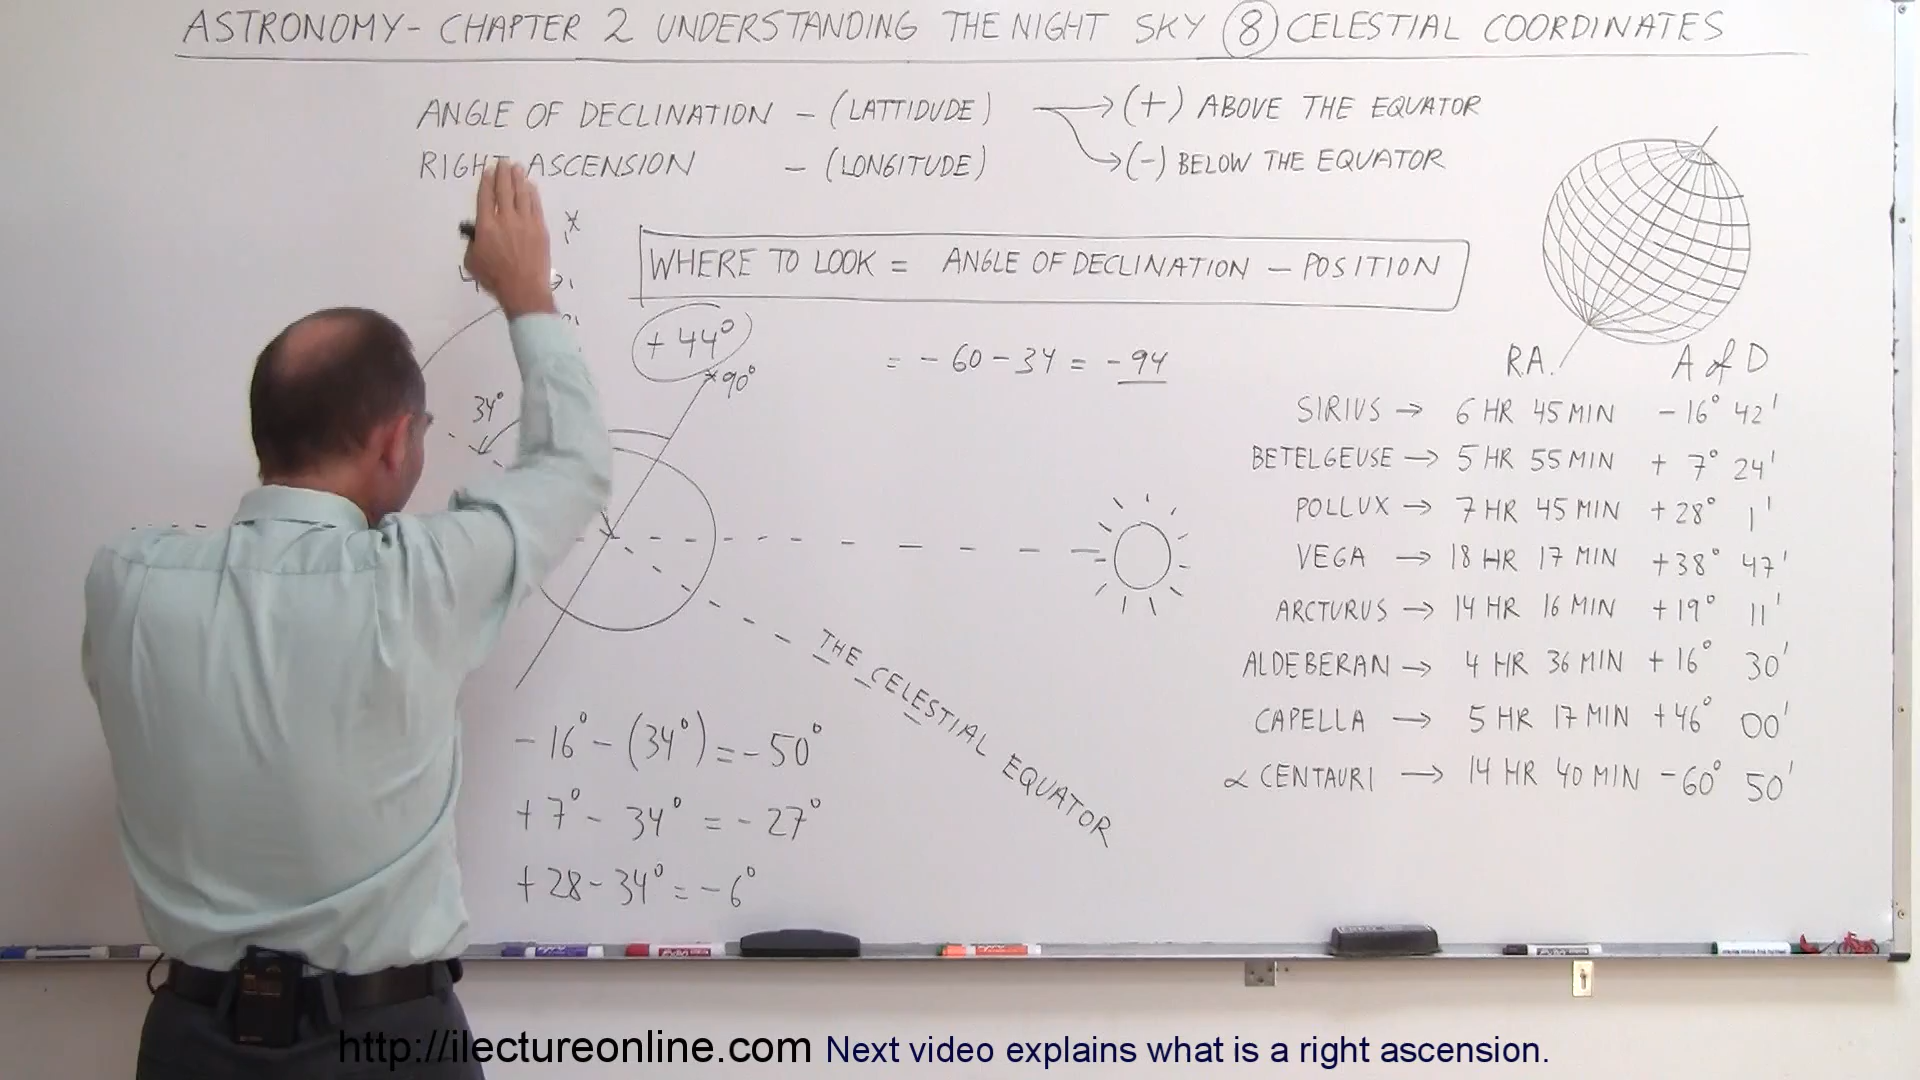 ASTRONOMY- CHAPTER 2 UNDERSTANDING THE NIGHT SKY 8 CELESTIAL COORDINATES
ANGLE OF DECLINATION - (LATTIDUDE) → (+) ABOVE THE EQUATOR
RIGHT ASCENSION - (LONGITUDE) → (-) BELOW THE EQUATOR
WHERE TO LOOK = ANGLE OF DECLINATION - POSITION
+ 44°
= - 60 - 34 = - 94
90°
34°
R.A. A of D
SIRIUS → 6 HR 45 MIN - 16° 42'
BETELGEUSE → 5 HR 55 MIN + 7° 24'
POLLUX → 7 HR 45 MIN + 28° 1'
VEGA → 18 HR 17 MIN + 38° 47'
ARCTURUS → 14 HR 16 MIN + 19° 11'
ALDEBERAN → 4 HR 36 MIN + 16° 30'
CAPELLA → 5 HR 17 MIN + 46° 00'
∝ CENTAURI → 14 HR 40 MIN - 60° 50'
THE CELESTIAL EQUATOR
- 16° - (34°) = - 50°
+ 7° - 34° = - 27°
+ 28 - 34° = - 6°
http://ilectureonline.com Next video explains what is a right ascension.